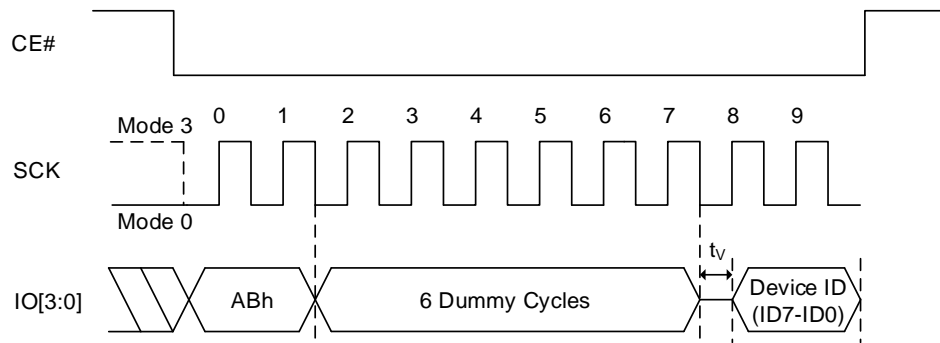 CE#
0 1 2 3 4 5 6 7 8 9
Mode 3
SCK
Mode 0
tV
IO[3:0] ABh 6 Dummy Cycles Device ID
(ID7-ID0)